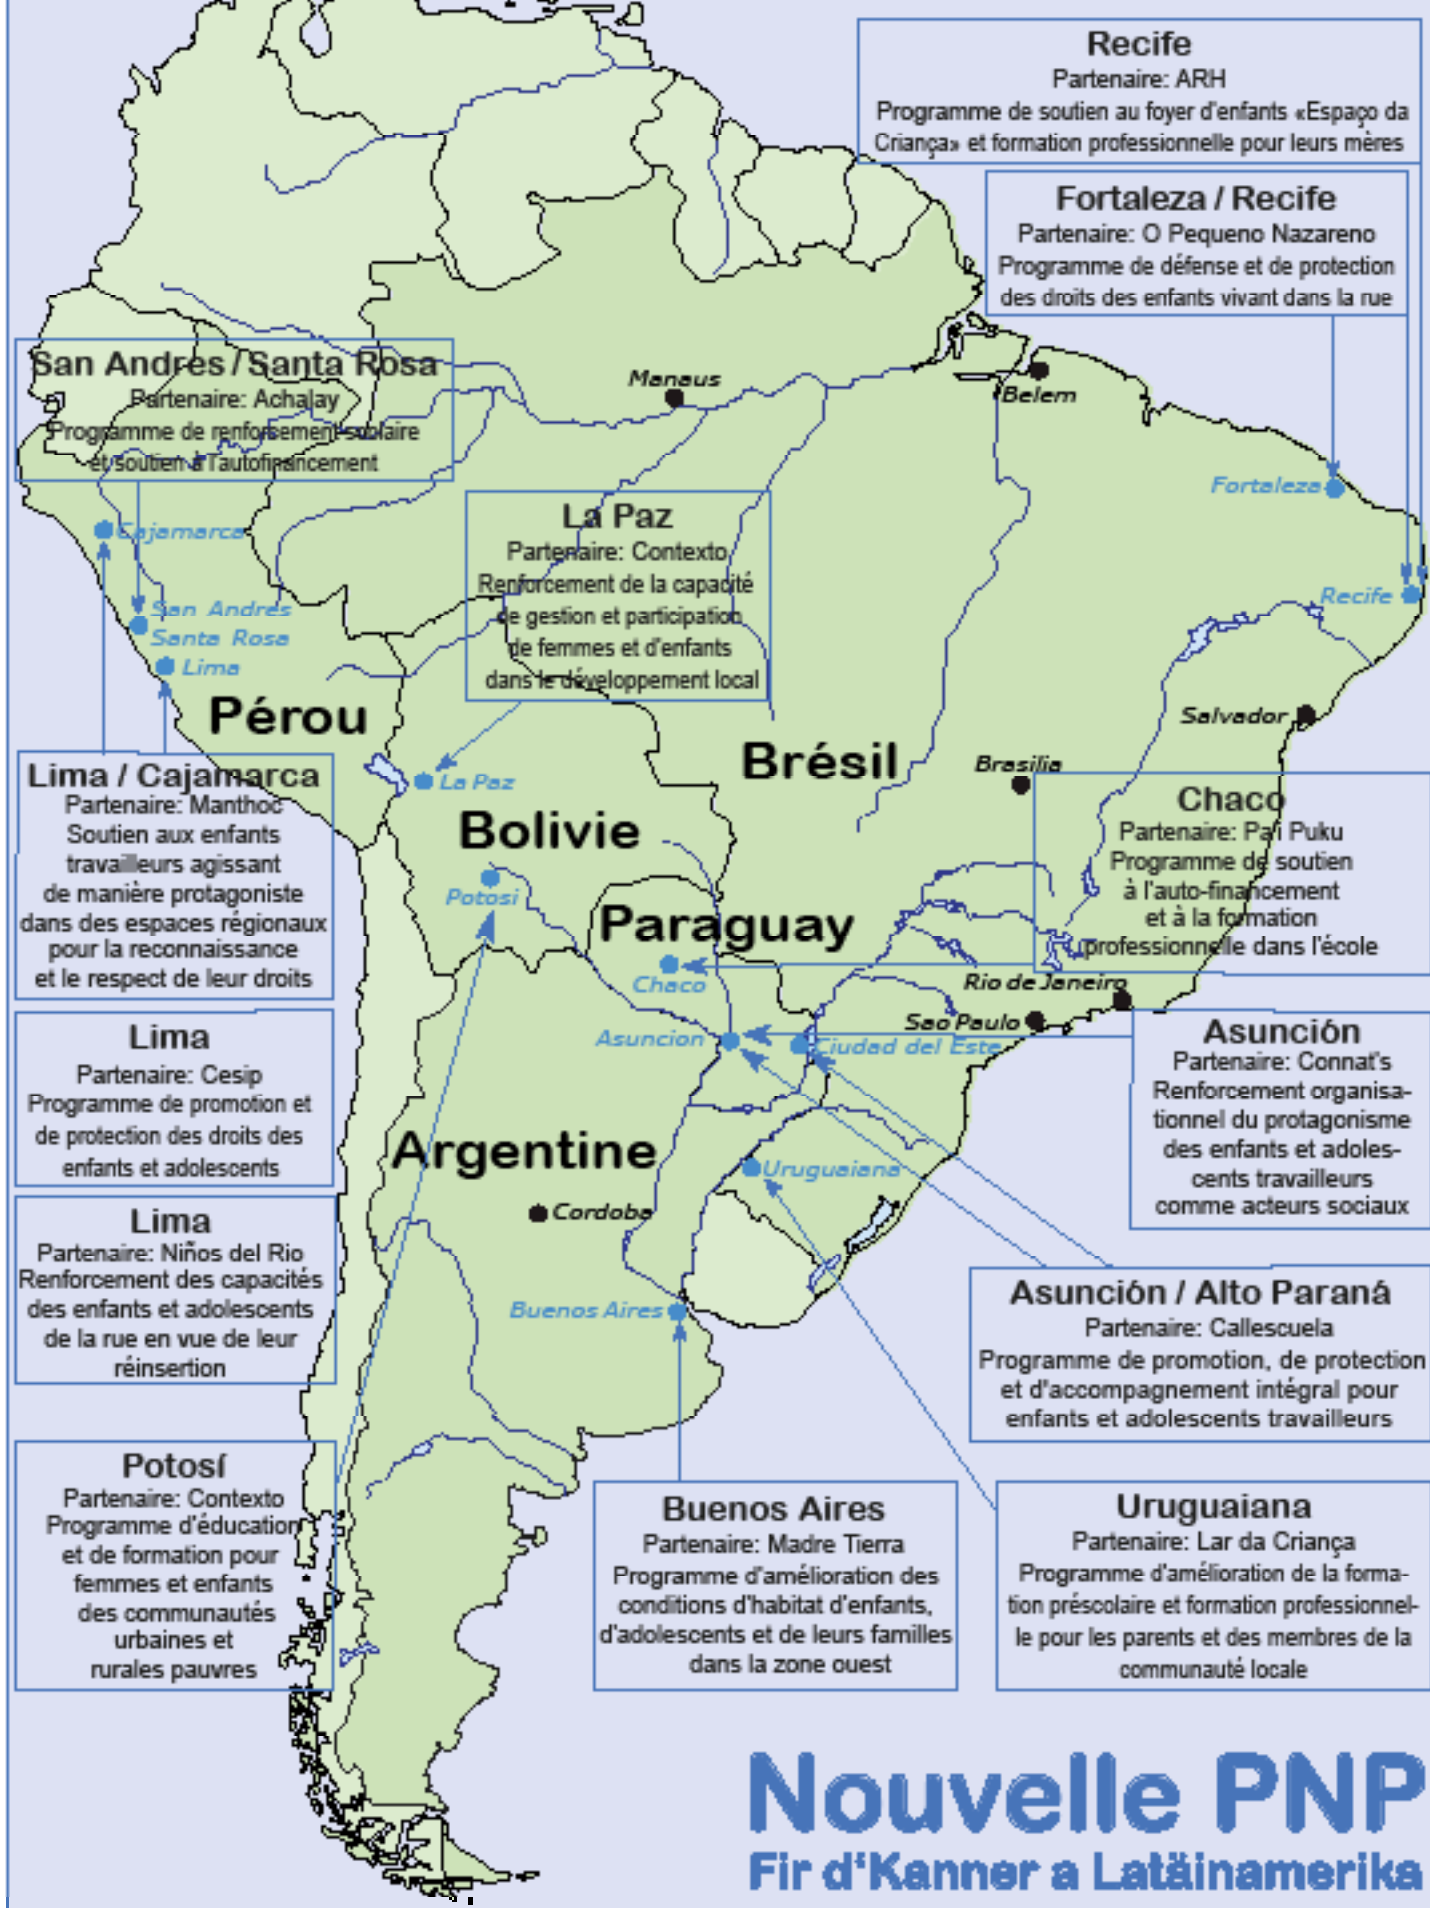 Recife
Partenaire: ARH
Programme de soutien au foyer d'enfants «Espaço da
Criança» et formation professionnelle pour leurs mères
Fortaleza / Recife
Partenaire: O Pequeno Nazareno
Programme de défense et de protection
des droits des enfants vivant dans la rue
San Andres / Santa Rosa
Partenaire: Achalay
Programme de renforsement scolaire
et soutien à l'autofinancement
Manaus
Belem
Fortaleza
Recife
Cajamarca
San Andres
Santa Rosa
Lima
La Paz
Partenaire: Contexto
Renforcement de la capacité
de gestion et participation
de femmes et d'enfants
dans le développement local
Pérou
Brésil
Salvador
Brasilia
La Paz
Bolivie
Potosi
Paraguay
Chaco
Lima / Cajamarca
Partenaire: Manthoc
Soutien aux enfants
travailleurs agissant
de manière protagoniste
dans des espaces régionaux
pour la reconnaissance
et le respect de leur droits
Chaco
Partenaire: Pa'i Puku
Programme de soutien
à l'auto-financement
et à la formation
professionnelle dans l'école
Rio de Janeiro
Sao Paulo
Asuncion
Ciudad del Este
Lima
Partenaire: Cesip
Programme de promotion et
de protection des droits des
enfants et adolescents
Asunción
Partenaire: Connat's
Renforcement organisa-
tionnel du protagonisme
des enfants et adoles-
cents travailleurs
comme acteurs sociaux
Argentine
Uruguaiana
Cordoba
Lima
Partenaire: Niños del Rio
Renforcement des capacités
des enfants et adolescents
de la rue en vue de leur
réinsertion
Buenos Aires
Asunción / Alto Paraná
Partenaire: Callescuela
Programme de promotion, de protection
et d'accompagnement intégral pour
enfants et adolescents travailleurs
Potosí
Partenaire: Contexto
Programme d'éducation
et de formation pour
femmes et enfants
des communautés
urbaines et
rurales pauvres
Buenos Aires
Partenaire: Madre Tierra
Programme d'amélioration des
conditions d'habitat d'enfants,
d'adolescents et de leurs familles
dans la zone ouest
Uruguaiana
Partenaire: Lar da Criança
Programme d'amélioration de la forma-
tion préscolaire et formation professionnel-
le pour les parents et des membres de la
communauté locale
Nouvelle PNP
Fir d'Kanner a Latäinamerika